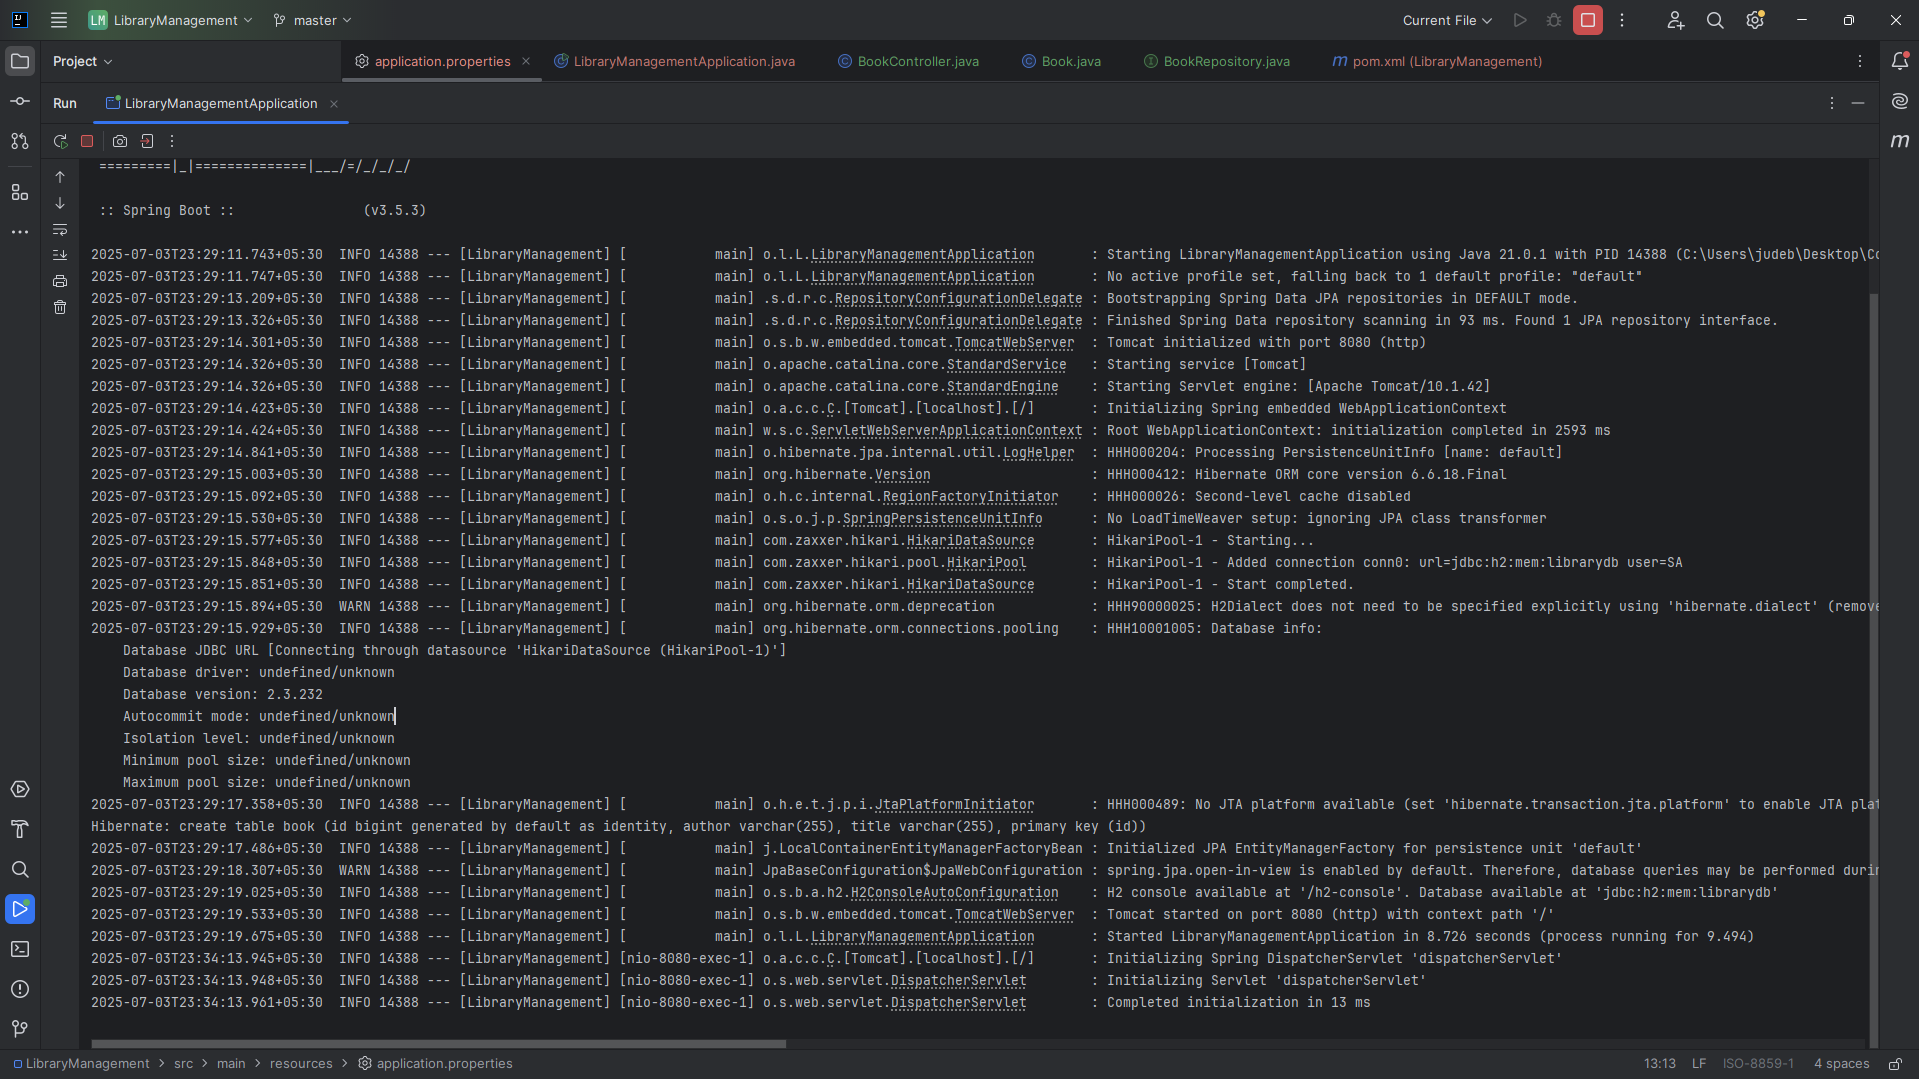 LM LibraryManagement
master
Current File
Project
application.properties
LibraryManagementApplication.java
BookController.java
Book.java
BookRepository.java
pom.xml (LibraryManagement)
Run
LibraryManagementApplication
=========|_|==============|___/=/_/_/_/
:: Spring Boot :: (v3.5.3)
2025-07-03T23:29:11.743+05:30 INFO 14388 --- [LibraryManagement] [ main] o.l.L.LibraryManagementApplication : Starting LibraryManagementApplication using Java 21.0.1 with PID 14388 (C:\Users\judeb\Desktop\Co
2025-07-03T23:29:11.747+05:30 INFO 14388 --- [LibraryManagement] [ main] o.l.L.LibraryManagementApplication : No active profile set, falling back to 1 default profile: "default"
2025-07-03T23:29:13.209+05:30 INFO 14388 --- [LibraryManagement] [ main] .s.d.r.c.RepositoryConfigurationDelegate : Bootstrapping Spring Data JPA repositories in DEFAULT mode.
2025-07-03T23:29:13.326+05:30 INFO 14388 --- [LibraryManagement] [ main] .s.d.r.c.RepositoryConfigurationDelegate : Finished Spring Data repository scanning in 93 ms. Found 1 JPA repository interface.
2025-07-03T23:29:14.301+05:30 INFO 14388 --- [LibraryManagement] [ main] o.s.b.w.embedded.tomcat.TomcatWebServer : Tomcat initialized with port 8080 (http)
2025-07-03T23:29:14.326+05:30 INFO 14388 --- [LibraryManagement] [ main] o.apache.catalina.core.StandardService : Starting service [Tomcat]
2025-07-03T23:29:14.326+05:30 INFO 14388 --- [LibraryManagement] [ main] o.apache.catalina.core.StandardEngine : Starting Servlet engine: [Apache Tomcat/10.1.42]
2025-07-03T23:29:14.423+05:30 INFO 14388 --- [LibraryManagement] [ main] o.a.c.c.C.[Tomcat].[localhost].[/] : Initializing Spring embedded WebApplicationContext
2025-07-03T23:29:14.424+05:30 INFO 14388 --- [LibraryManagement] [ main] w.s.c.ServletWebServerApplicationContext : Root WebApplicationContext: initialization completed in 2593 ms
2025-07-03T23:29:14.841+05:30 INFO 14388 --- [LibraryManagement] [ main] o.hibernate.jpa.internal.util.LogHelper : HHH000204: Processing PersistenceUnitInfo [name: default]
2025-07-03T23:29:15.003+05:30 INFO 14388 --- [LibraryManagement] [ main] org.hibernate.Version : HHH000412: Hibernate ORM core version 6.6.18.Final
2025-07-03T23:29:15.092+05:30 INFO 14388 --- [LibraryManagement] [ main] o.h.c.internal.RegionFactoryInitiator : HHH000026: Second-level cache disabled
2025-07-03T23:29:15.530+05:30 INFO 14388 --- [LibraryManagement] [ main] o.s.o.j.p.SpringPersistenceUnitInfo : No LoadTimeWeaver setup: ignoring JPA class transformer
2025-07-03T23:29:15.577+05:30 INFO 14388 --- [LibraryManagement] [ main] com.zaxxer.hikari.HikariDataSource : HikariPool-1 - Starting...
2025-07-03T23:29:15.848+05:30 INFO 14388 --- [LibraryManagement] [ main] com.zaxxer.hikari.pool.HikariPool : HikariPool-1 - Added connection conn0: url=jdbc:h2:mem:librarydb user=SA
2025-07-03T23:29:15.851+05:30 INFO 14388 --- [LibraryManagement] [ main] com.zaxxer.hikari.HikariDataSource : HikariPool-1 - Start completed.
2025-07-03T23:29:15.894+05:30 WARN 14388 --- [LibraryManagement] [ main] org.hibernate.orm.deprecation : HHH90000025: H2Dialect does not need to be specified explicitly using 'hibernate.dialect' (remove
2025-07-03T23:29:15.929+05:30 INFO 14388 --- [LibraryManagement] [ main] org.hibernate.orm.connections.pooling : HHH10001005: Database info:
Database JDBC URL [Connecting through datasource 'HikariDataSource (HikariPool-1)']
Database driver: undefined/unknown
Database version: 2.3.232
Autocommit mode: undefined/unknown
Isolation level: undefined/unknown
Minimum pool size: undefined/unknown
Maximum pool size: undefined/unknown
2025-07-03T23:29:17.358+05:30 INFO 14388 --- [LibraryManagement] [ main] o.h.e.t.j.p.i.JtaPlatformInitiator : HHH000489: No JTA platform available (set 'hibernate.transaction.jta.platform' to enable JTA plat
Hibernate: create table book (id bigint generated by default as identity, author varchar(255), title varchar(255), primary key (id))
2025-07-03T23:29:17.486+05:30 INFO 14388 --- [LibraryManagement] [ main] j.LocalContainerEntityManagerFactoryBean : Initialized JPA EntityManagerFactory for persistence unit 'default'
2025-07-03T23:29:18.307+05:30 WARN 14388 --- [LibraryManagement] [ main] JpaBaseConfiguration$JpaWebConfiguration : spring.jpa.open-in-view is enabled by default. Therefore, database queries may be performed durin
2025-07-03T23:29:19.025+05:30 INFO 14388 --- [LibraryManagement] [ main] o.s.b.a.h2.H2ConsoleAutoConfiguration : H2 console available at '/h2-console'. Database available at 'jdbc:h2:mem:librarydb'
2025-07-03T23:29:19.533+05:30 INFO 14388 --- [LibraryManagement] [ main] o.s.b.w.embedded.tomcat.TomcatWebServer : Tomcat started on port 8080 (http) with context path '/'
2025-07-03T23:29:19.675+05:30 INFO 14388 --- [LibraryManagement] [ main] o.l.L.LibraryManagementApplication : Started LibraryManagementApplication in 8.726 seconds (process running for 9.494)
2025-07-03T23:34:13.945+05:30 INFO 14388 --- [LibraryManagement] [nio-8080-exec-1] o.a.c.c.C.[Tomcat].[localhost].[/] : Initializing Spring DispatcherServlet 'dispatcherServlet'
2025-07-03T23:34:13.948+05:30 INFO 14388 --- [LibraryManagement] [nio-8080-exec-1] o.s.web.servlet.DispatcherServlet : Initializing Servlet 'dispatcherServlet'
2025-07-03T23:34:13.961+05:30 INFO 14388 --- [LibraryManagement] [nio-8080-exec-1] o.s.web.servlet.DispatcherServlet : Completed initialization in 13 ms
LibraryManagement > src > main > resources > application.properties
13:13 LF ISO-8859-1 4 spaces